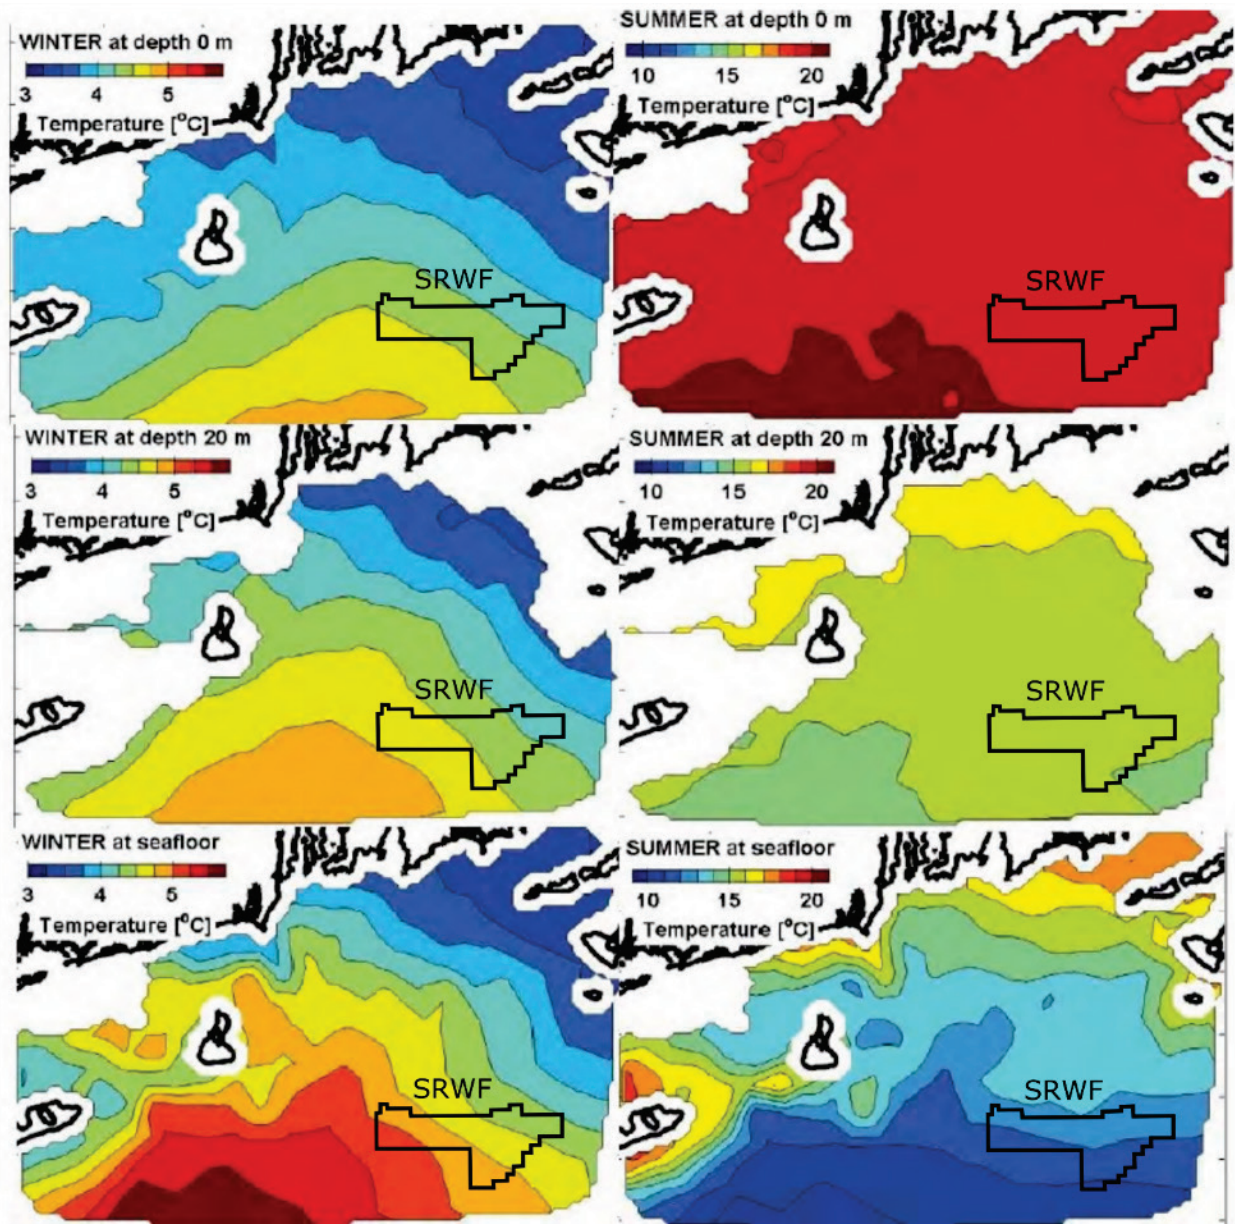 WINTER at depth 0 m
3 4 5
Temperature [°C]
SRWF
SUMMER at depth 0 m
10 15 20
Temperature [°C]
SRWF
WINTER at depth 20 m
3 4 5
Temperature [°C]
SRWF
SUMMER at depth 20 m
10 15 20
Temperature [°C]
SRWF
WINTER at seafloor
3 4 5
Temperature [°C]
SRWF
SUMMER at seafloor
10 15 20
Temperature [°C]
SRWF